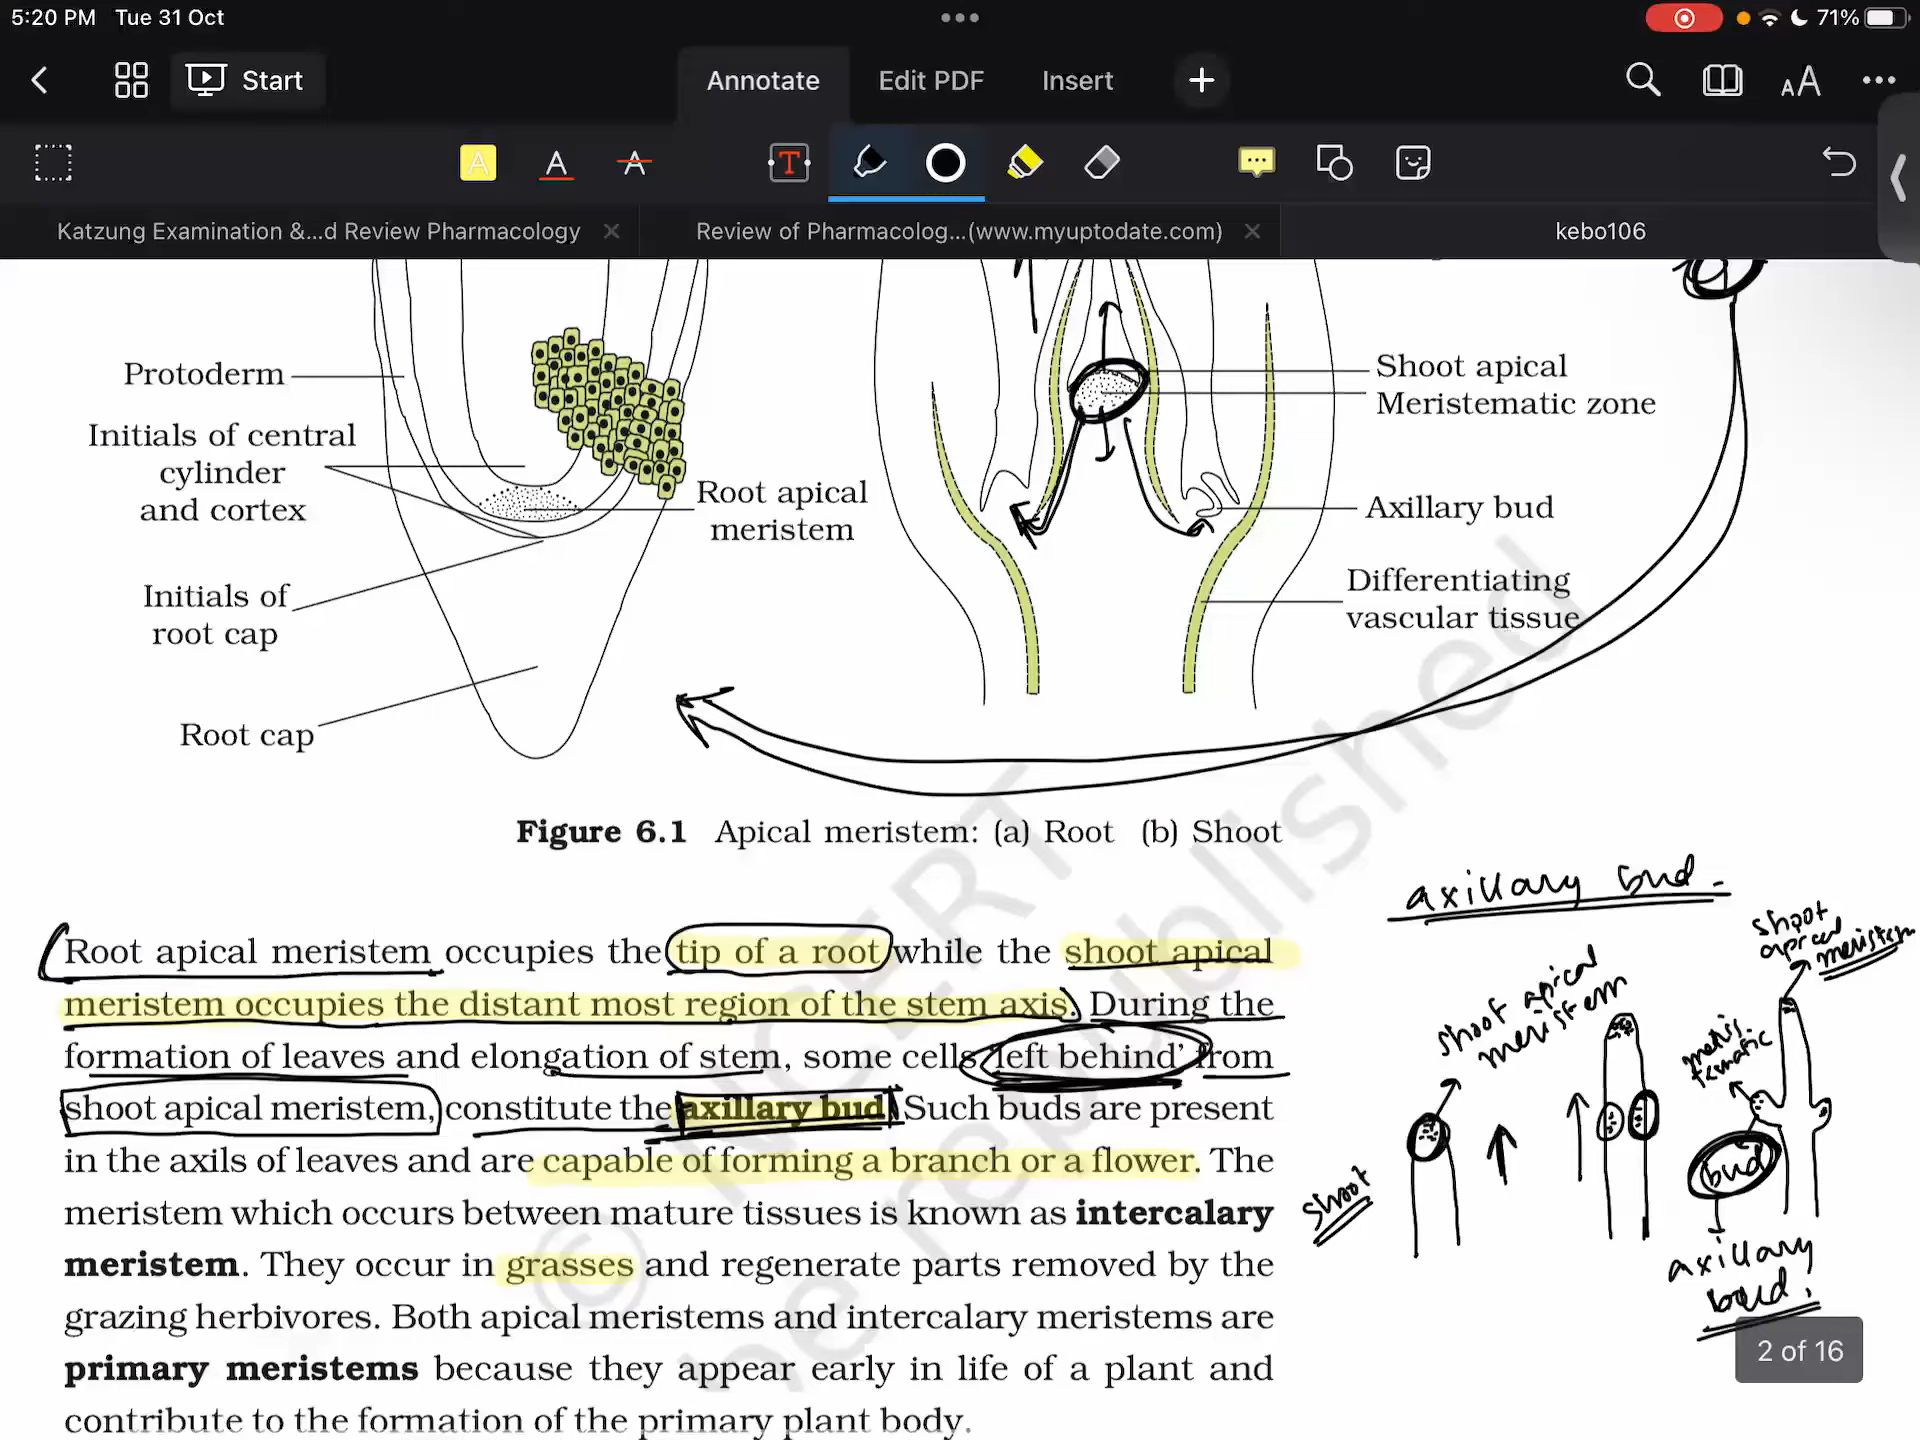 5:20 PM Tue 31 Oct
71%
Start
Annotate
Edit PDF
Insert
AA
A A A
T
Katzung Examination &...d Review Pharmacology
Review of Pharmacolog...(www.myuptodate.com)
kebo106
Protoderm
Initials of central
cylinder
and cortex
Initials of
root cap
Root cap
Root apical
meristem
Shoot apical
Meristematic zone
Axillary bud
Differentiating
vascular tissue
Figure 6.1 Apical meristem: (a) Root (b) Shoot
Root apical meristem occupies the tip of a root while the shoot apical
meristem occupies the distant most region of the stem axis. During the
formation of leaves and elongation of stem, some cells 'left behind' from
shoot apical meristem, constitute the axillary bud. Such buds are present
in the axils of leaves and are capable of forming a branch or a flower. The
meristem which occurs between mature tissues is known as intercalary
meristem. They occur in grasses and regenerate parts removed by the
grazing herbivores. Both apical meristems and intercalary meristems are
primary meristems because they appear early in life of a plant and
contribute to the formation of the primary plant body.
axillary bud
shoot
shoot apical
meristem
shoot
apical
meristem
meris
tematic
bud
axillary
bud
© NCERT
be republished
2 of 16